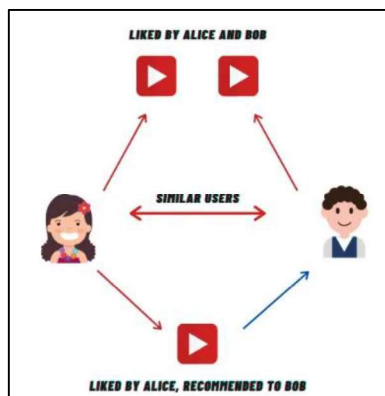 LIKED BY ALICE AND BOB
SIMILAR USERS
LIKED BY ALICE, RECOMMENDED TO BOB